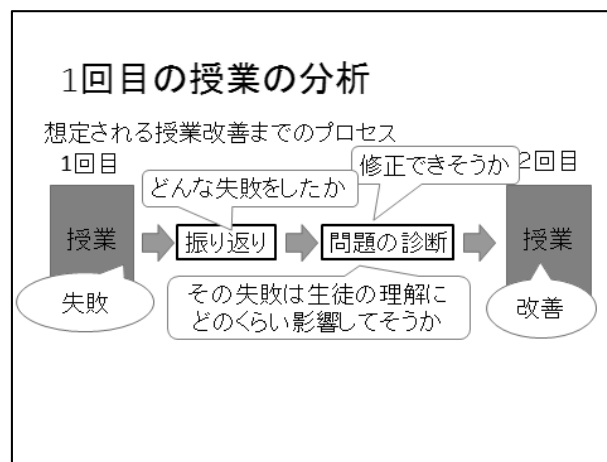 1回目の授業の分析
想定される授業改善までのプロセス
1回目
修正できそうか
2回目
どんな失敗をしたか
授業
振り返り
問題の診断
授業
失敗
その失敗は生徒の理解に
どのくらい影響してそうか
改善